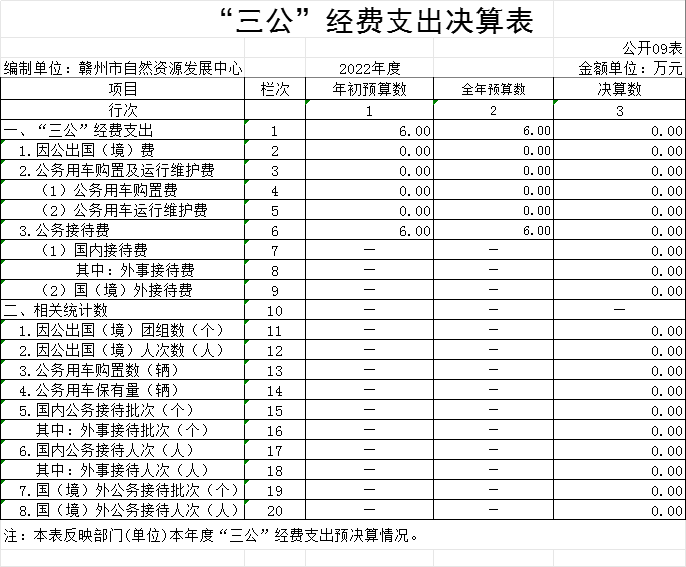 “三公”经费支出决算表
公开09表
编制单位：赣州市自然资源发展中心 2022年度 金额单位：万元
项目 栏次 年初预算数 全年预算数 决算数
行次 1 2 3
一、“三公”经费支出 1 6.00 6.00 0.00
1.因公出国（境）费 2 0.00 0.00 0.00
2.公务用车购置及运行维护费 3 0.00 0.00 0.00
（1）公务用车购置费 4 0.00 0.00 0.00
（2）公务用车运行维护费 5 0.00 0.00 0.00
3.公务接待费 6 6.00 6.00 0.00
（1）国内接待费 7 — — 0.00
其中：外事接待费 8 — — 0.00
（2）国（境）外接待费 9 — — 0.00
二、相关统计数 10 — — —
1.因公出国（境）团组数（个） 11 — — 0.00
2.因公出国（境）人次数（人） 12 — — 0.00
3.公务用车购置数（辆） 13 — — 0.00
4.公务用车保有量（辆） 14 — — 0.00
5.国内公务接待批次（个） 15 — — 0.00
其中：外事接待批次（个） 16 — — 0.00
6.国内公务接待人次（人） 17 — — 0.00
其中：外事接待人次（人） 18 — — 0.00
7.国（境）外公务接待批次（个） 19 — — 0.00
8.国（境）外公务接待人次（人） 20 — — 0.00
注：本表反映部门(单位)本年度“三公”经费支出预决算情况。